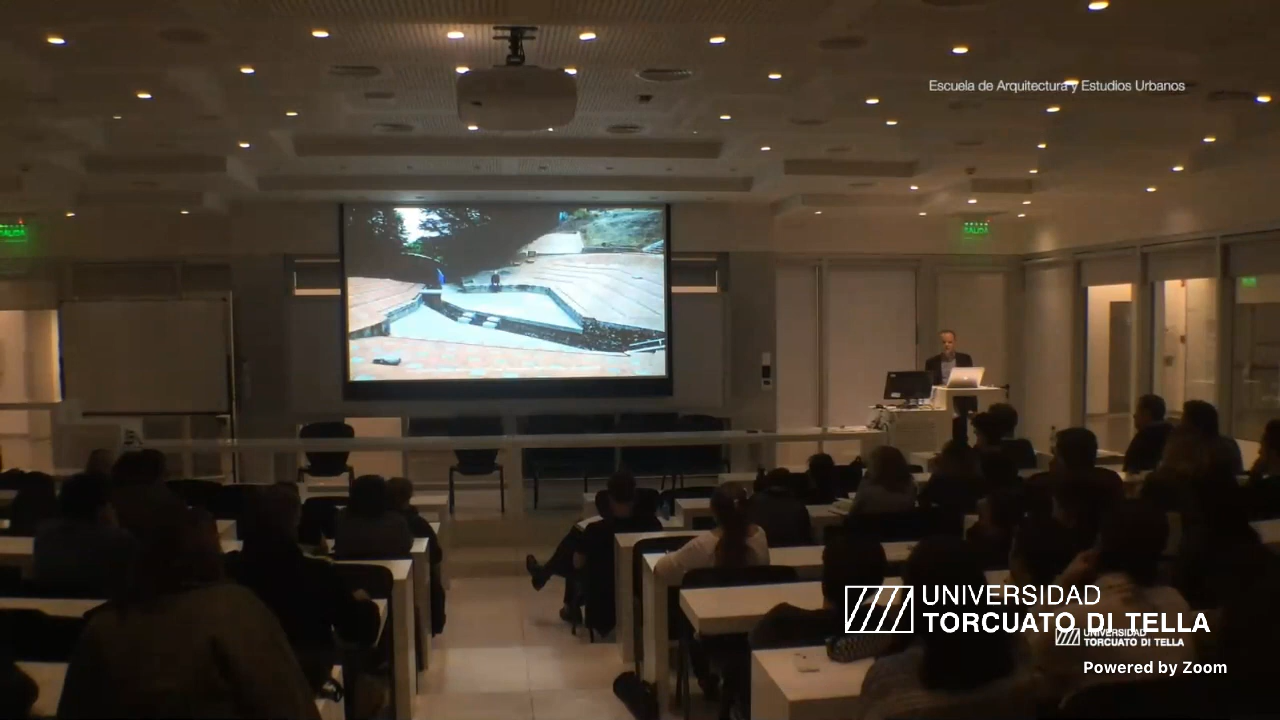 Escuela de Arquitectura y Estudios Urbanos
SALIDA
SALIDA
UNIVERSIDAD
TORCUATO DI TELLA
UNIVERSIDAD
TORCUATO DI TELLA
Powered by Zoom